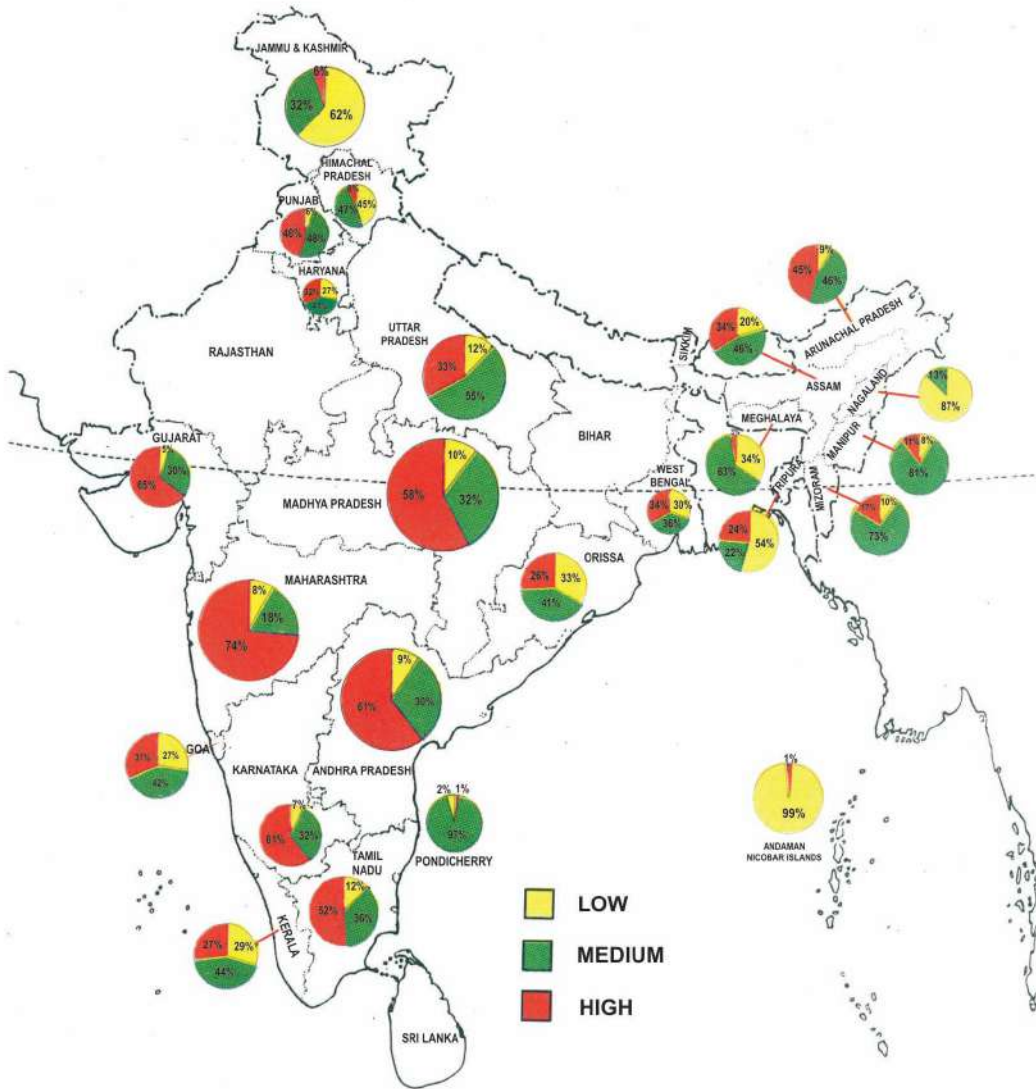 JAMMU & KASHMIR
6%
32%
62%
HIMACHAL
PRADESH
47%
45%
PUNJAB
6%
46%
48%
HARYANA
32%
27%
RAJASTHAN
UTTAR
PRADESH
12%
33%
55%
9%
45%
46%
ARUNACHAL PRADESH
SIKKIM
34%
20%
46%
ASSAM
NAGALAND
13%
87%
MEGHALAYA
34%
63%
MANIPUR
11%
8%
81%
BIHAR
GUJARAT
5%
30%
65%
MADHYA PRADESH
10%
58%
32%
WEST
BENGAL
34%
30%
36%
TRIPURA
24%
54%
22%
MIZORAM
17%
10%
73%
ORISSA
26%
33%
41%
MAHARASHTRA
8%
18%
74%
9%
61%
30%
GOA
31%
27%
42%
KARNATAKA
ANDHRA PRADESH
7%
61%
32%
2%
1%
97%
PONDICHERRY
1%
99%
ANDAMAN
NICOBAR ISLANDS
TAMIL
NADU
12%
52%
36%
KERALA
27%
29%
44%
LOW
MEDIUM
HIGH
SRI LANKA